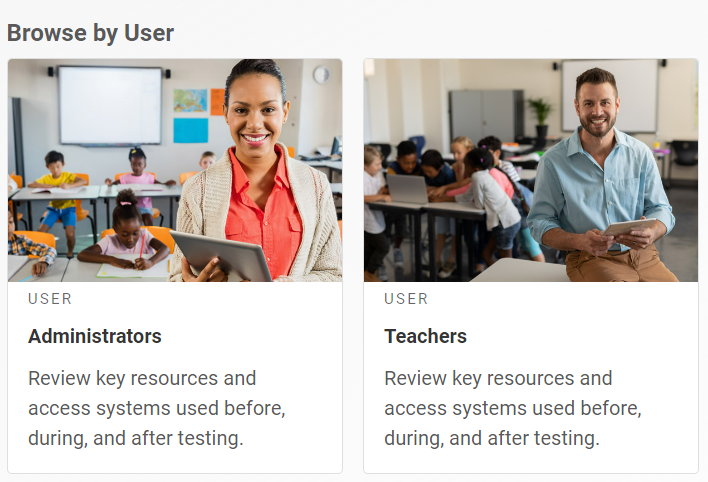 Browse by User
USER
Administrators
Review key resources and
access systems used before,
during, and after testing.
USER
Teachers
Review key resources and
access systems used before,
during, and after testing.